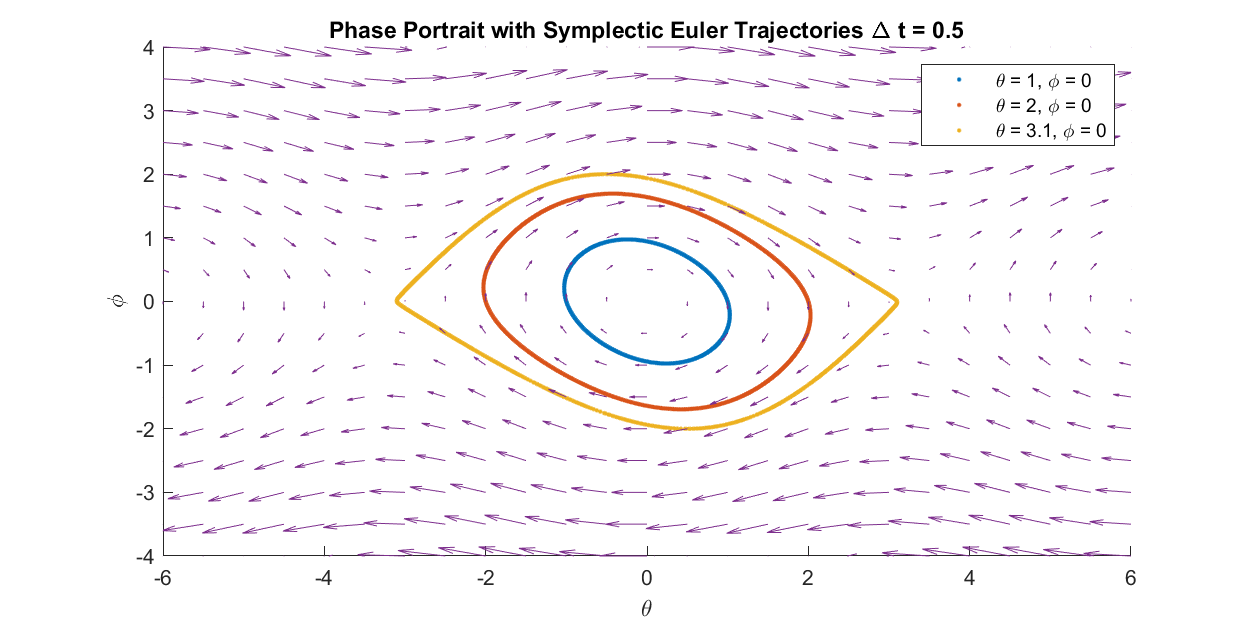 Phase Portrait with Symplectic Euler Trajectories Δ t = 0.5
θ = 1, ϕ = 0
θ = 2, ϕ = 0
θ = 3.1, ϕ = 0
4
3
2
1
0
-1
-2
-3
-4
ϕ
-6 -4 -2 0 2 4 6
θ